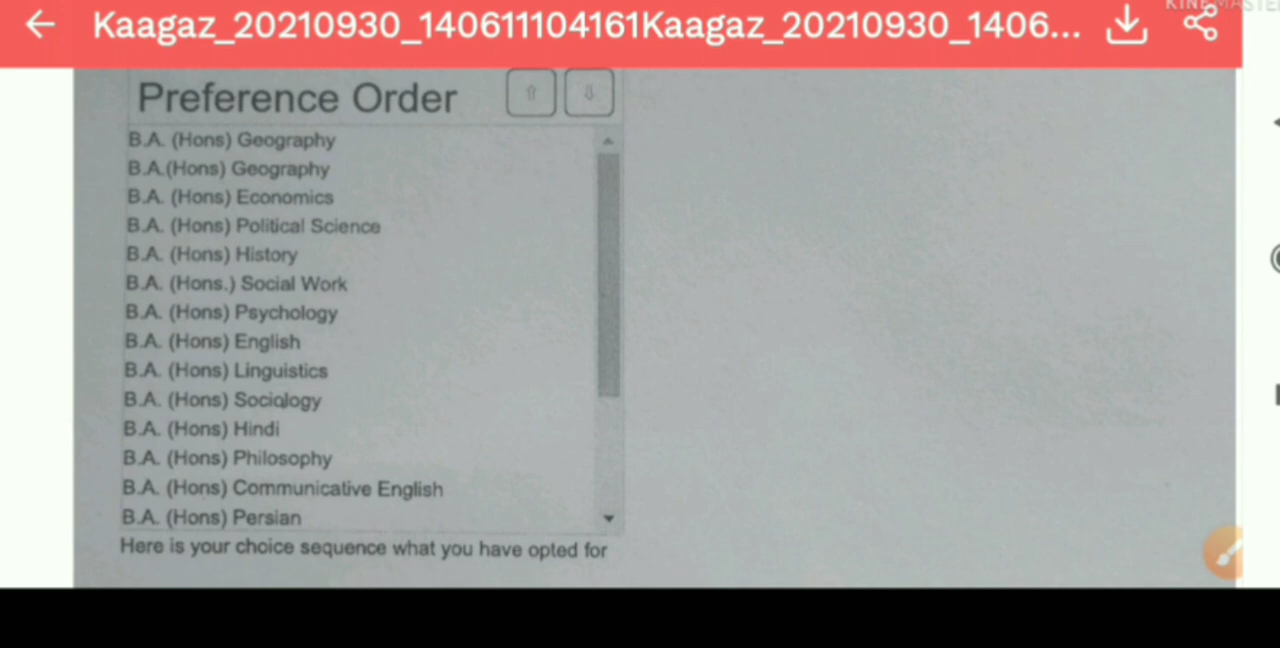 KINEMASTER
Kaagaz_20210930_140611104161Kaagaz_20210930_1406...
Preference Order
B.A. (Hons) Geography
B.A.(Hons) Geography
B.A. (Hons) Economics
B.A. (Hons) Political Science
B.A. (Hons) History
B.A. (Hons.) Social Work
B.A. (Hons) Psychology
B.A. (Hons) English
B.A. (Hons) Linguistics
B.A. (Hons) Sociology
B.A. (Hons) Hindi
B.A. (Hons) Philosophy
B.A. (Hons) Communicative English
B.A. (Hons) Persian
Here is your choice sequence what you have opted for